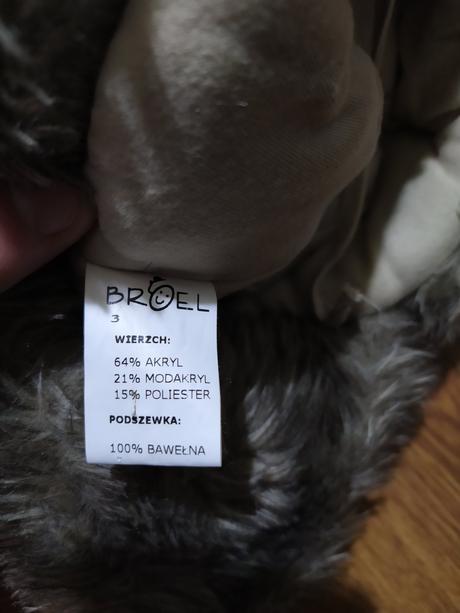 BROEL
3
WIERZCH:
64% AKRYL
21% MODAKRYL
15% POLIESTER
PODSZEWKA:
100% BAWEŁNA